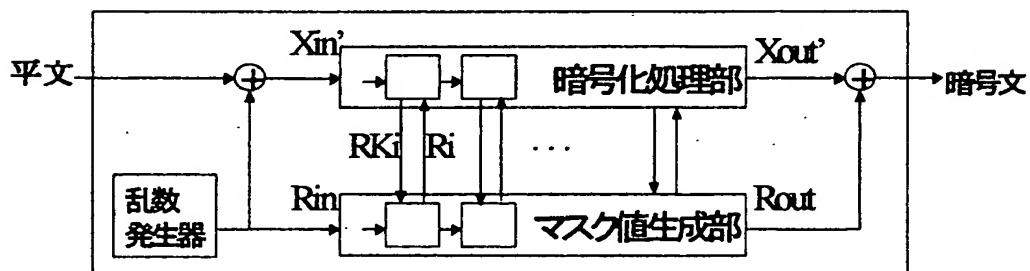 Xin'
Xout'
平文
暗号化処理部
暗号文
RKi
Ri
...
乱数
発生器
Rin
マスク値生成部
Rout